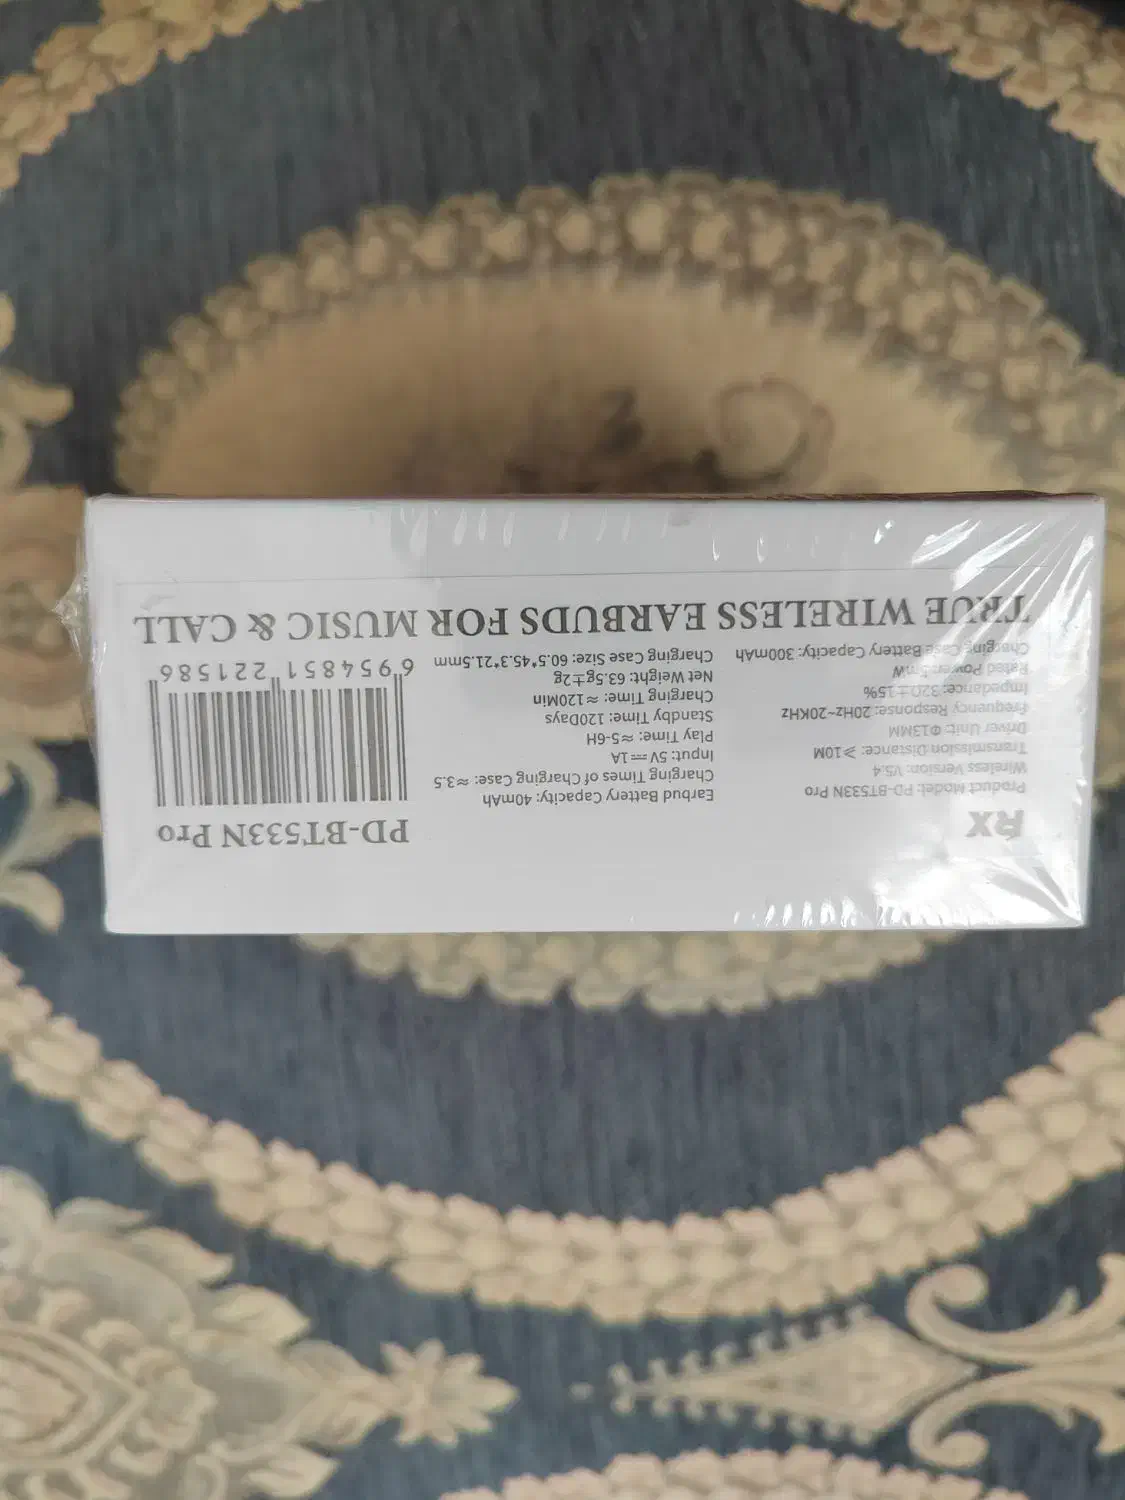 RX
Product Model: PD-BT533N Pro
Wireless Version: V5.4
Transmission Distance: ⩾10M
Driver Unit: Φ13MM
Frequency Response: 20Hz~20KHz
Impedance: 32Ω±15%
Rated Power: 5mW
Charging Case Battery Capacity: 300mAh
Earbud Battery Capacity: 40mAh
Charging Times of Charging Case: ≈3.5
Input: 5V⎓1A
Play Time: ≈5-6H
Standby Time: 120Days
Charging Time: ≈120Min
Net Weight: 63.5g±2g
Charging Case Size: 60.5*45.3*21.5mm
PD-BT533N Pro
6 954851 221586
TRUE WIRELESS EARBUDS FOR MUSIC & CALL